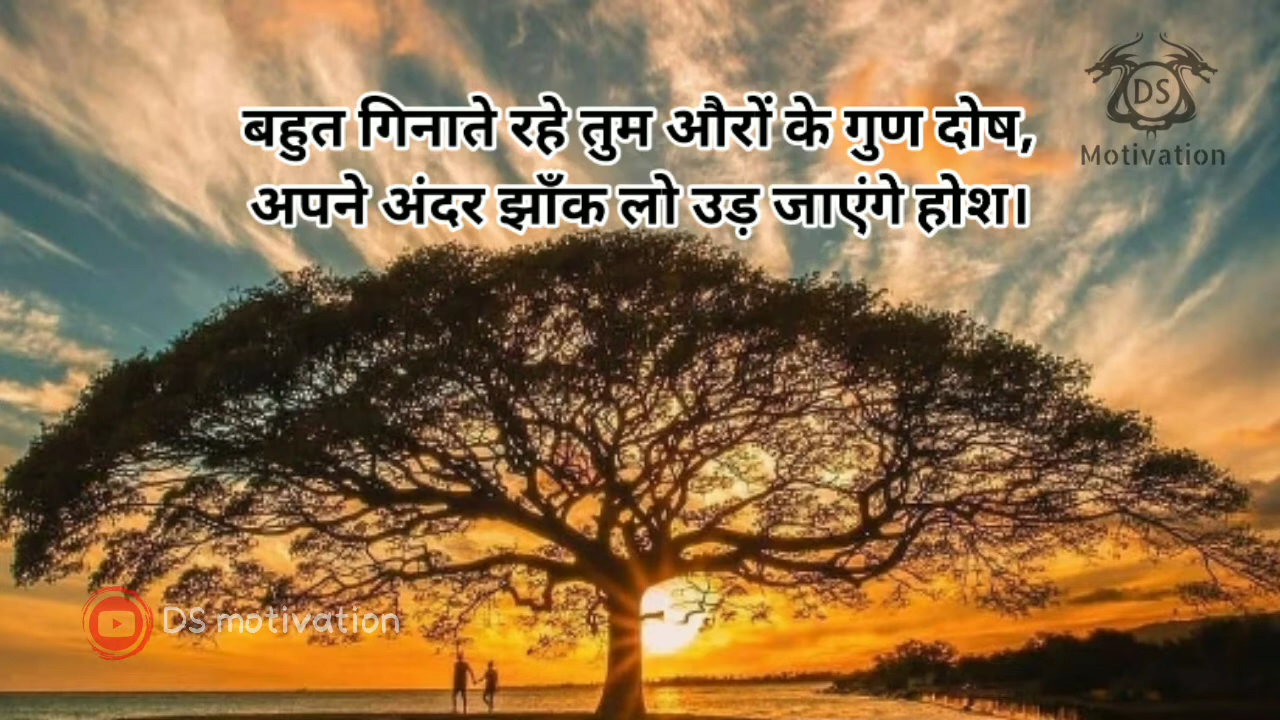 बहुत गिनाते रहे तुम औरों के गुण दोष,
अपने अंदर झाँक लो उड़ जाएंगे होश।
DS
Motivation
DS motivation